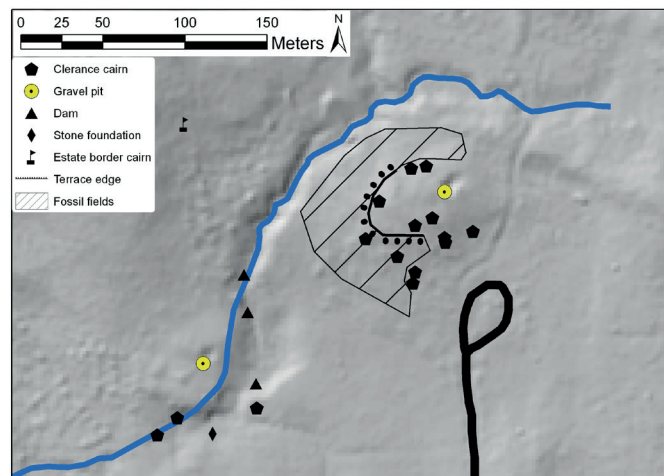 0 25 50 100 150
Meters
N
Clerance cairn
Gravel pit
Dam
Stone foundation
Estate border cairn
Terrace edge
Fossil fields